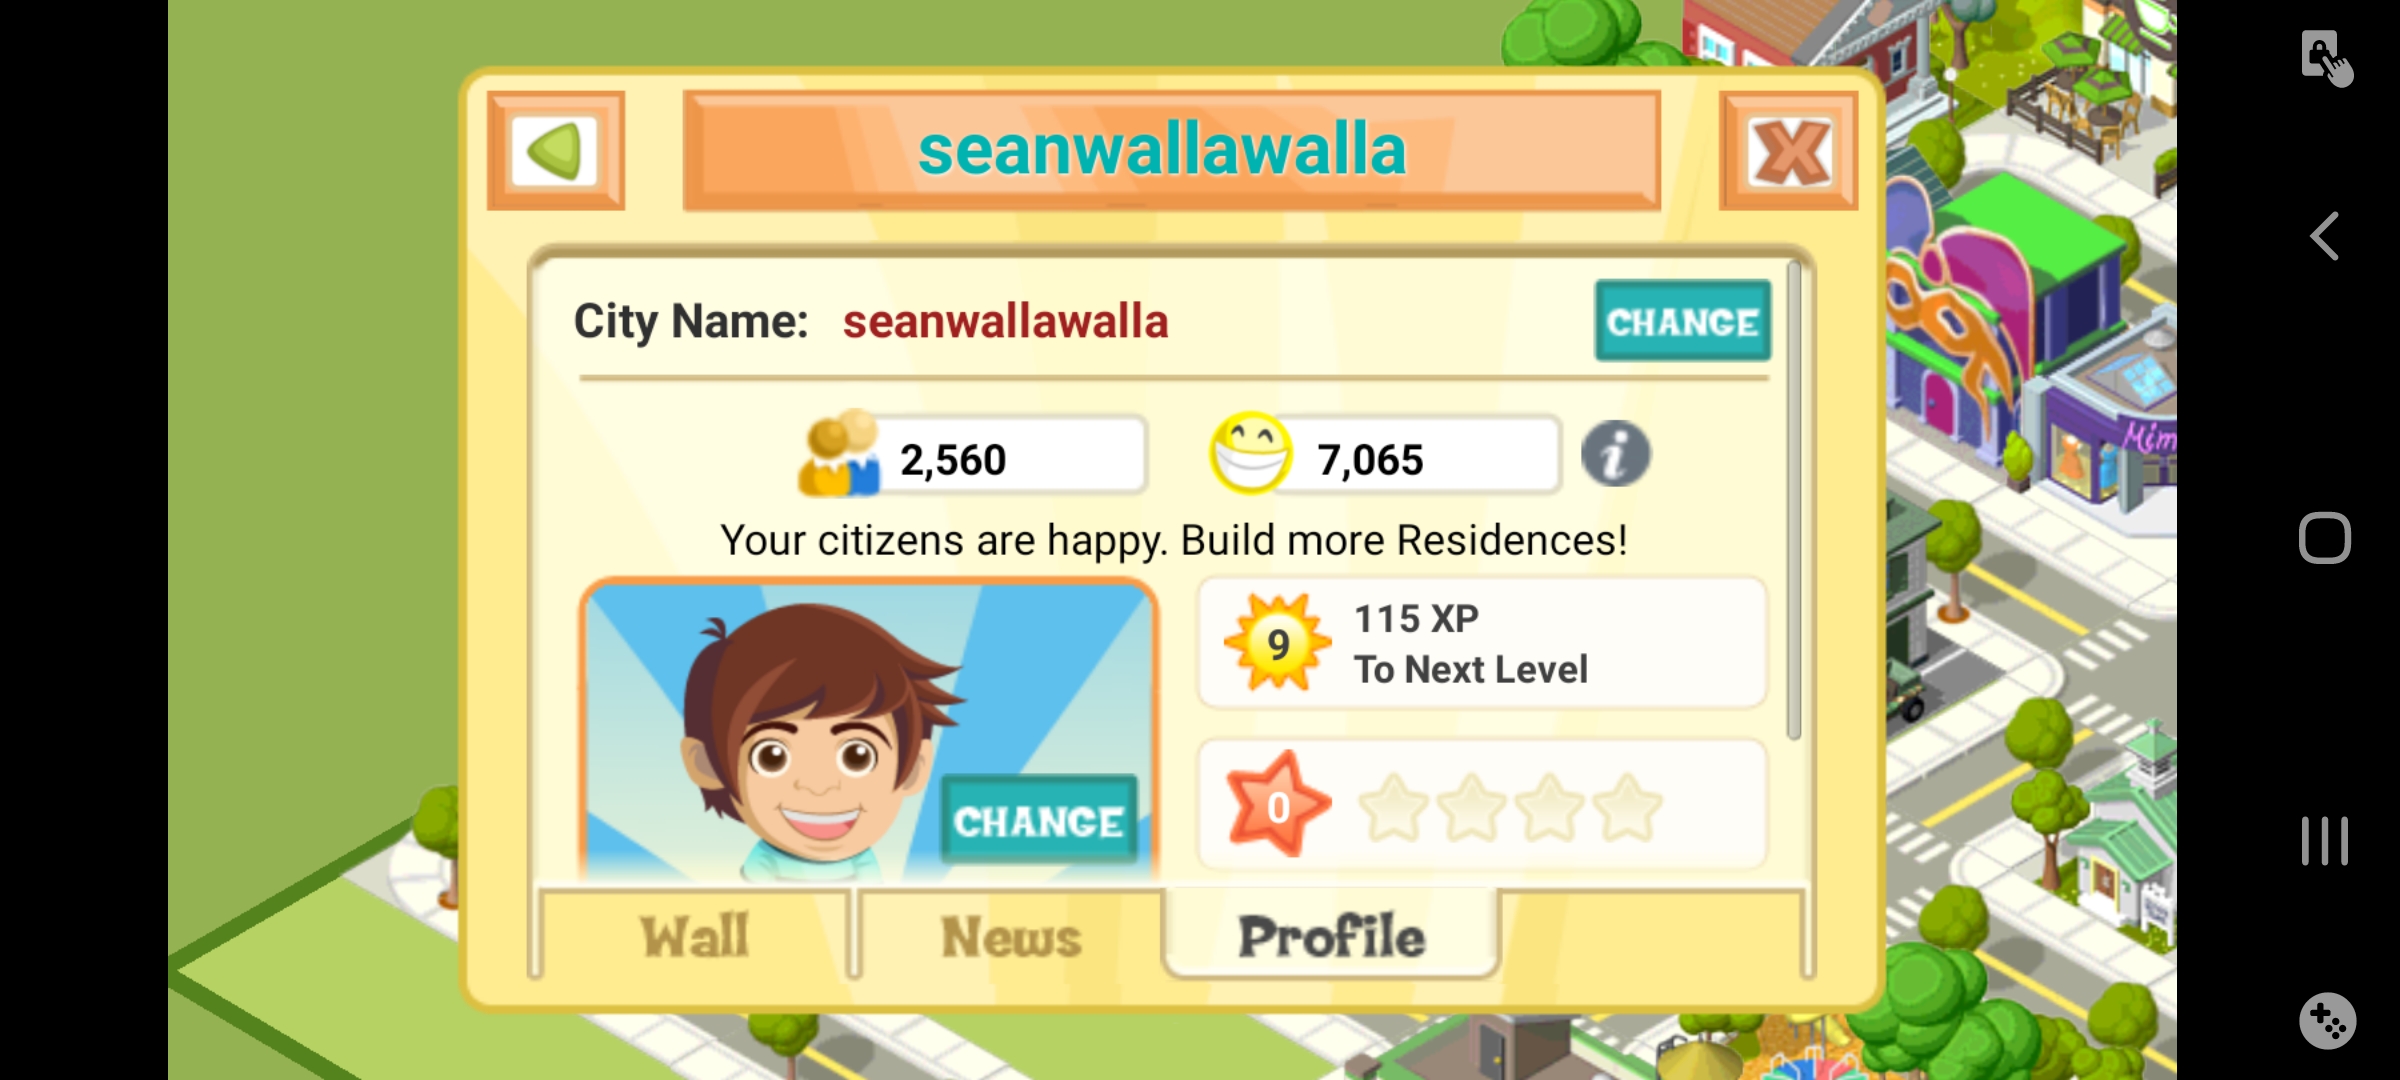 seanwallawalla
City Name: seanwallawalla
CHANGE
2,560
7,065
i
Your citizens are happy. Build more Residences!
9
115 XP
To Next Level
0
CHANGE
Wall
News
Profile